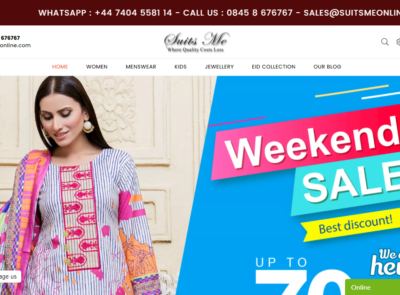 WHATSAPP : +44 7404 5581 14 - CALL US : 0845 8 676767 - SALES@SUITSMEONLIN
676767
online.com
Suits Me
Where Quality Costs Less
HOME WOMEN MENSWEAR KIDS JEWELLERY EID COLLECTION OUR BLOG
Weekend
SALE
Best discount!
UP TO
70
We a
he
age us
Online